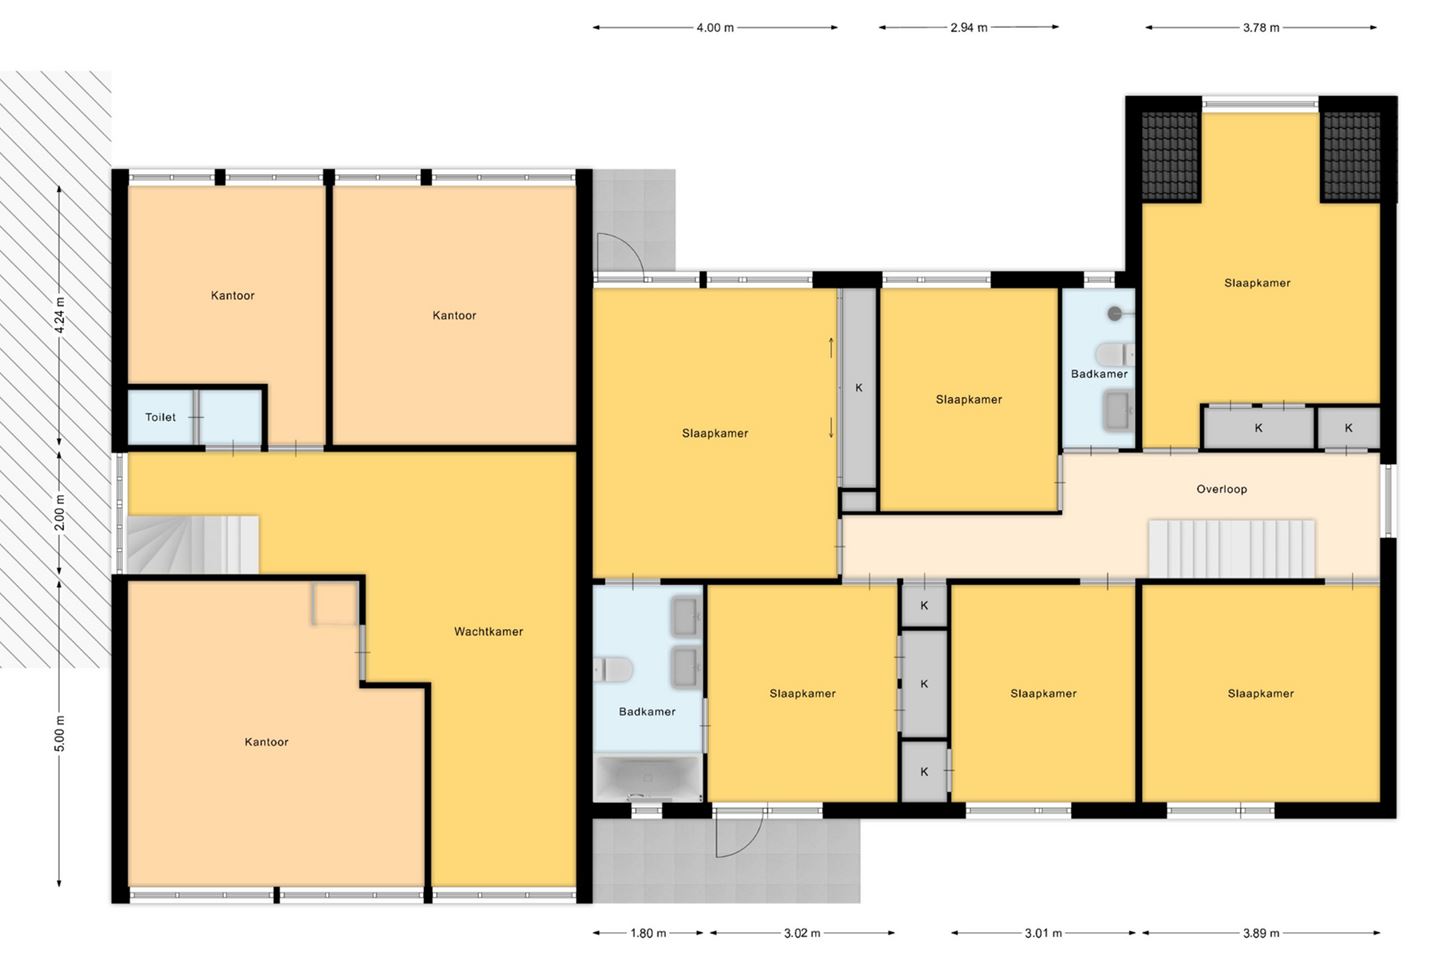 4.00 m
2.94 m
3.78 m
Slaapkamer
Kantoor
Kantoor
4.24 m
Badkamer
K
Slaapkamer
Toilet
K
K
Slaapkamer
Overloop
2.00 m
K
Wachtkamer
K
Slaapkamer
Slaapkamer
Slaapkamer
Badkamer
5.00 m
Kantoor
K
1.80 m
3.02 m
3.01 m
3.89 m